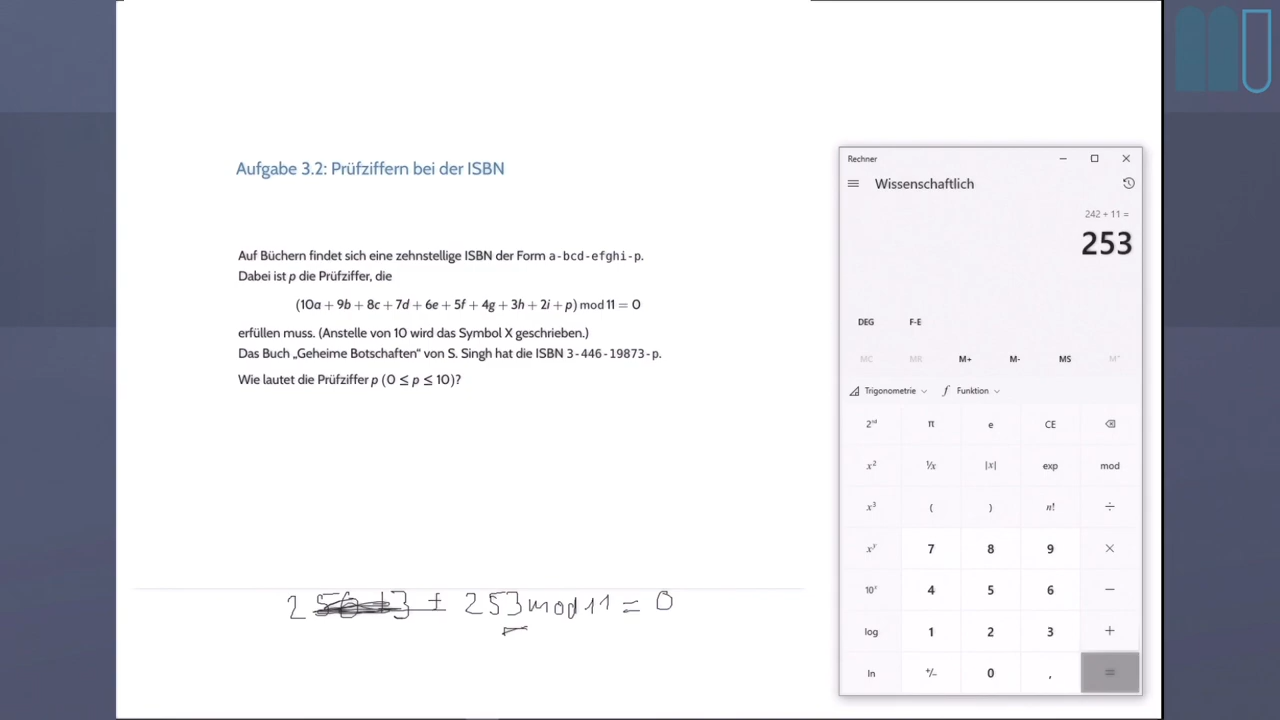 Aufgabe 3.2: Prüfziffern bei der ISBN
Auf Büchern findet sich eine zehnstellige ISBN der Form a-bcd-efghi-p.
Dabei ist p die Prüfziffer, die
(10a + 9b + 8c + 7d + 6e + 5f + 4g + 3h + 2i + p) mod 11 = 0
erfüllen muss. (Anstelle von 10 wird das Symbol X geschrieben.)
Das Buch „Geheime Botschaften” von S. Singh hat die ISBN 3-446-19873-p.
Wie lautet die Prüfziffer p (0 ≤ p ≤ 10)?
2 253 mod 11 = 0
Rechner
Wissenschaftlich
242 + 11 =
253
DEG F-E
MC MR M+ M- MS M˅
Trigonometrie f Funktion
2ⁿᵈ π e CE
x² ¹/x |x| exp mod
x³ ( ) n! ÷
xʸ 7 8 9 ×
10ˣ 4 5 6 −
log 1 2 3 +
ln +/- 0 , =